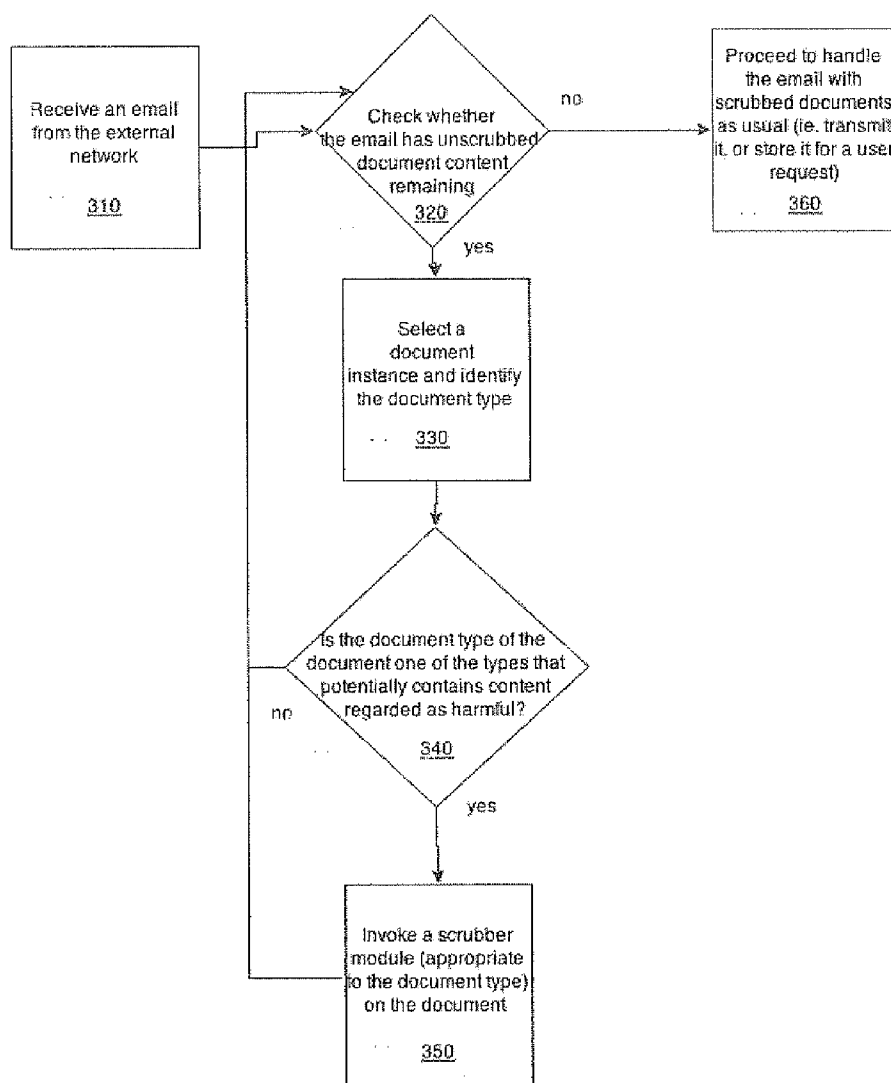 Receive an email
from the external
network
310
Check whether
the email has unscrubbed
document content
remaining
320
no
yes
Proceed to handle
the email with
scrubbed documents
as usual (ie. transmit
it, or store it for a user
request)
360
Select a
document
instance and identify
the document type
330
Is the document type of the
document one of the types that
potentially contains content
regarded as harmful?
340
no
yes
Invoke a scrubber
module (appropriate
to the document type)
on the document
350